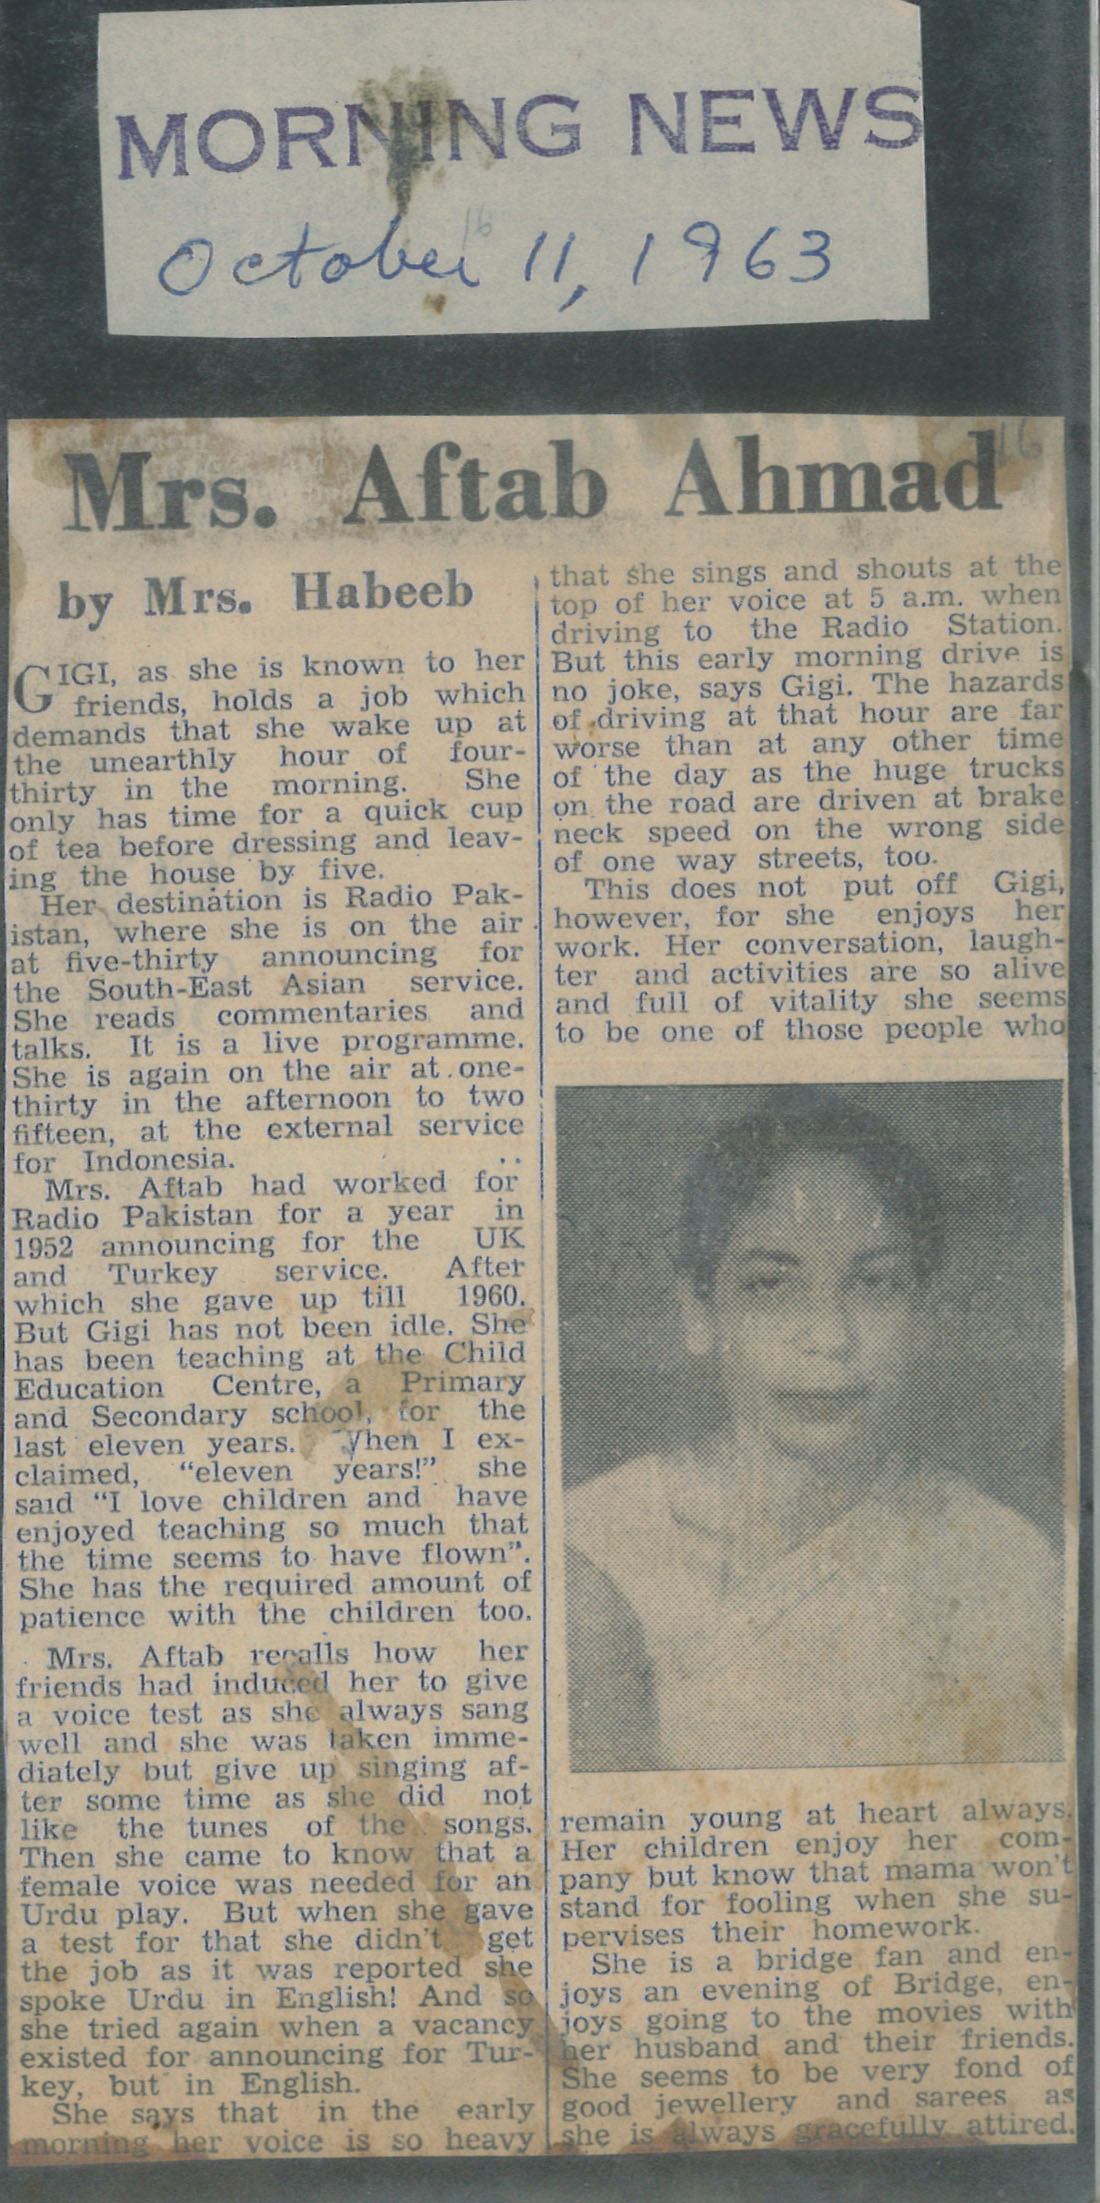 MORNING NEWS
16
October 11, 1963
16
Mrs. Aftab Ahmad
by Mrs. Habeeb
GIGI, as she is known to her
friends, holds a job which
demands that she wake up at
the unearthly hour of four-
thirty in the morning. She
only has time for a quick cup
of tea before dressing and leav-
ing the house by five.
Her destination is Radio Pak-
istan, where she is on the air
at five-thirty announcing for
the South-East Asian service.
She reads commentaries and
talks. It is a live programme.
She is again on the air at one-
thirty in the afternoon to two
fifteen, at the external service
for Indonesia.
Mrs. Aftab had worked for
Radio Pakistan for a year in
1952 announcing for the UK
and Turkey service. After
which she gave up till 1960.
But Gigi has not been idle. She
has been teaching at the Child
Education Centre, a Primary
and Secondary school, for the
last eleven years. When I ex-
claimed, "eleven years!" she
said "I love children and have
enjoyed teaching so much that
the time seems to have flown".
She has the required amount of
patience with the children too.
Mrs. Aftab recalls how her
friends had induced her to give
a voice test as she always sang
well and she was taken imme-
diately but give up singing af-
ter some time as she did not
like the tunes of the songs.
Then she came to know that a
female voice was needed for an
Urdu play. But when she gave
a test for that she didn't get
the job as it was reported she
spoke Urdu in English! And so
she tried again when a vacancy
existed for announcing for Tur-
key, but in English.
She says that in the early
morning her voice is so heavy
that she sings and shouts at the
top of her voice at 5 a.m. when
driving to the Radio Station.
But this early morning drive is
no joke, says Gigi. The hazards
of driving at that hour are far
worse than at any other time
of the day as the huge trucks
on the road are driven at brake
neck speed on the wrong side
of one way streets, too.
This does not put off Gigi,
however, for she enjoys her
work. Her conversation, laugh-
ter and activities are so alive
and full of vitality she seems
to be one of those people who
remain young at heart always.
Her children enjoy her com-
pany but know that mama won't
stand for fooling when she su-
pervises their homework.
She is a bridge fan and en-
joys an evening of Bridge, en-
joys going to the movies with
her husband and their friends.
She seems to be very fond of
good jewellery and sarees as
she is always gracefully attired.